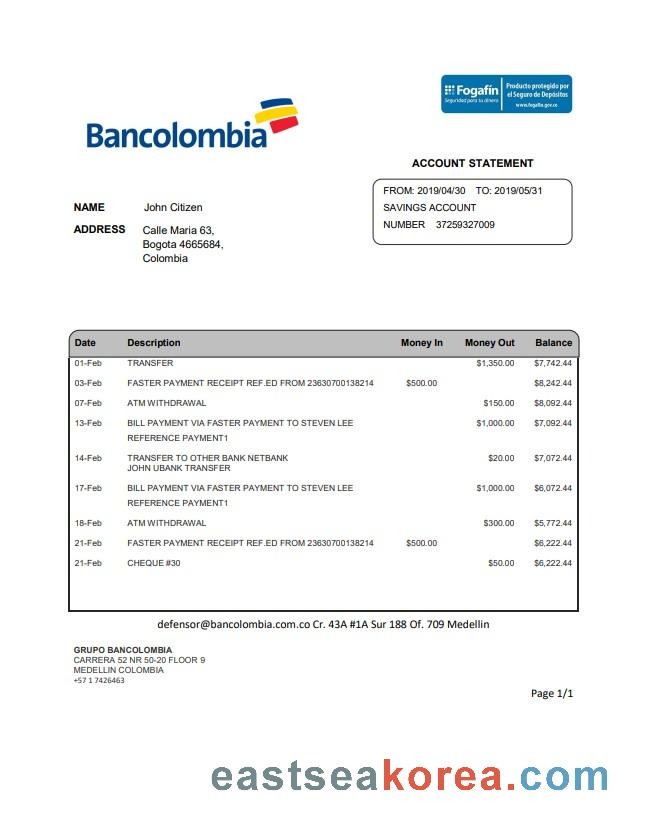 Fogafín
Seguridad para tu dinero
Producto protegido por
el Seguro de Depósitos
www.fogafin.gov.co
Bancolombia
ACCOUNT STATEMENT
FROM: 2019/04/30 TO: 2019/05/31
SAVINGS ACCOUNT
NUMBER 37259327009
NAME John Citizen
ADDRESS Calle Maria 63,
Bogota 4665684,
Colombia
Date Description Money In Money Out Balance
01-Feb TRANSFER $1,350.00 $7,742.44
03-Feb FASTER PAYMENT RECEIPT REF.ED FROM 23630700138214 $500.00 $8,242.44
07-Feb ATM WITHDRAWAL $150.00 $8,092.44
13-Feb BILL PAYMENT VIA FASTER PAYMENT TO STEVEN LEE $1,000.00 $7,092.44
REFERENCE PAYMENT1
14-Feb TRANSFER TO OTHER BANK NETBANK $20.00 $7,072.44
JOHN UBANK TRANSFER
17-Feb BILL PAYMENT VIA FASTER PAYMENT TO STEVEN LEE $1,000.00 $6,072.44
REFERENCE PAYMENT1
18-Feb ATM WITHDRAWAL $300.00 $5,772.44
21-Feb FASTER PAYMENT RECEIPT REF.ED FROM 23630700138214 $500.00 $6,222.44
21-Feb CHEQUE #30 $50.00 $6,222.44
defensor@bancolombia.com.co Cr. 43A #1A Sur 188 Of. 709 Medellin
GRUPO BANCOLOMBIA
CARRERA 52 NR 50-20 FLOOR 9
MEDELLIN COLOMBIA
+57 1 7426463
Page 1/1
eastseakorea.com